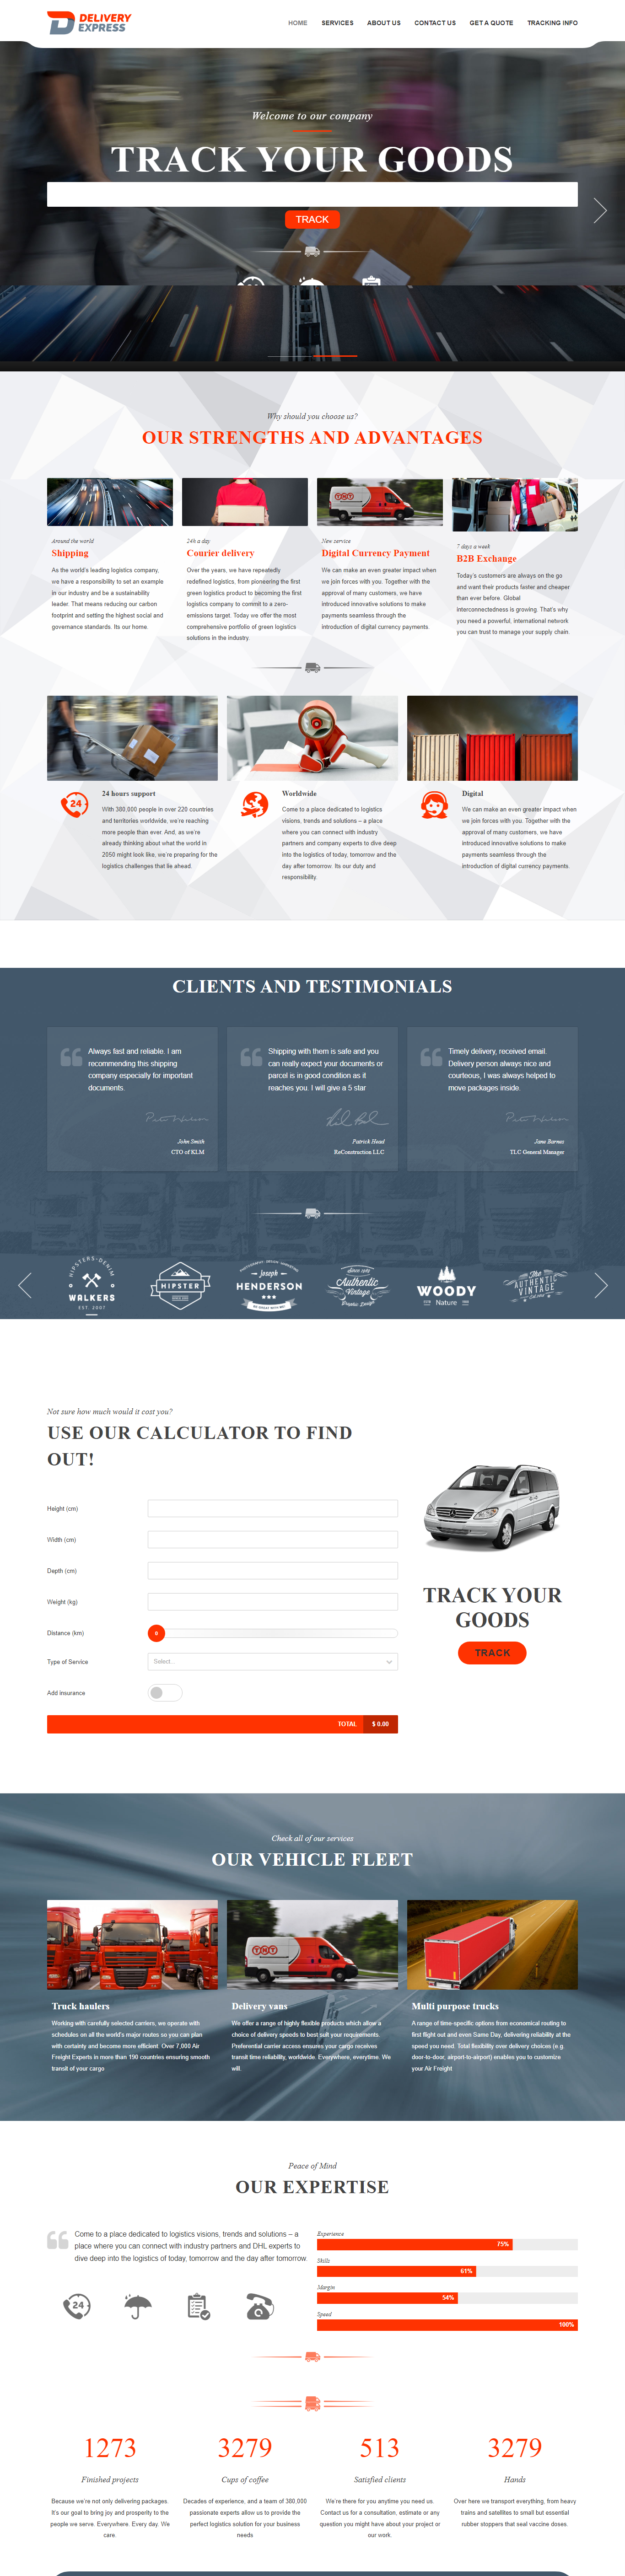 DELIVERY
EXPRESS
HOME SERVICES ABOUT US CONTACT US GET A QUOTE TRACKING INFO
Welcome to our company
TRACK YOUR GOODS
TRACK
Why should you choose us?
OUR STRENGTHS AND ADVANTAGES
Around the world
Shipping
As the world's leading logistics company,
we have a responsibility to set an example
in our industry and be a sustainability
leader. That means reducing our carbon
footprint and setting the highest social and
governance standards. Its our home.
24h a day
Courier delivery
Over the years, we have repeatedly
redefined logistics, from pioneering the first
green logistics product to becoming the first
logistics company to commit to a zero-
emissions target. Today we offer the most
comprehensive portfolio of green logistics
solutions in the industry.
TNT
New service
Digital Currency Payment
We can make an even greater impact when
we join forces with you. Together with the
approval of many customers, we have
introduced innovative solutions to make
payments seamless through the
introduction of digital currency payments.
7 days a week
B2B Exchange
Today's customers are always on the go
and want their products faster and cheaper
than ever before. Global
interconnectedness is growing. That's why
you need a powerful, international network
you can trust to manage your supply chain.
24
24 hours support
With 380,000 people in over 220 countries
and territories worldwide, we're reaching
more people than ever. And, as we're
already thinking about what the world in
2050 might look like, we're preparing for the
logistics challenges that lie ahead.
Worldwide
Come to a place dedicated to logistics
visions, trends and solutions – a place
where you can connect with industry
partners and company experts to dive deep
into the logistics of today, tomorrow and the
day after tomorrow. Its our duty and
responsibility.
Digital
We can make an even greater impact when
we join forces with you. Together with the
approval of many customers, we have
introduced innovative solutions to make
payments seamless through the
introduction of digital currency payments.
CLIENTS AND TESTIMONIALS
Always fast and reliable. I am
recommending this shipping
company especially for important
documents.
John Smith
CTO of KLM
Shipping with them is safe and you
can really expect your documents or
parcel is in good condition as it
reaches you. I will give a 5 star
Patrick Head
ReConstruction LLC
Timely delivery, received email.
Delivery person always nice and
courteous, I was always helped to
move packages inside.
Jane Barnes
TLC General Manager
HIPSTERS-DENIM
WALKERS
EST. 2007
HIPSTER
Joseph
HENDERSON
Since 1985
Authentic
Vintage
WOODY
Nature
The
AUTHENTIC
VINTAGE
Not sure how much would it cost you?
USE OUR CALCULATOR TO FIND
OUT!
Height (cm)
Width (cm)
Depth (cm)
Weight (kg)
Distance (km)
Type of Service Select...
Add insurance
TOTAL $ 0.00
TRACK YOUR
GOODS
TRACK
Check all of our services
OUR VEHICLE FLEET
Truck haulers
Working with carefully selected carriers, we operate with
schedules on all the world's major routes so you can plan
with certainty and become more efficient. Over 7,000 Air
Freight Experts in more than 190 countries ensuring smooth
transit of your cargo
TNT
Delivery vans
We offer a range of highly flexible products which allow a
choice of delivery speeds to best suit your requirements.
Preferential carrier access ensures your cargo receives
transit time reliability, worldwide. Everywhere, everytime. We
will.
Multi purpose trucks
A range of time-specific options from economical routing to
first flight out and even Same Day, delivering reliability at the
speed you need. Total flexibility over delivery choices (e.g.
door-to-door, airport-to-airport) enables you to customize
your Air Freight
Peace of Mind
OUR EXPERTISE
Come to a place dedicated to logistics visions, trends and solutions – a
place where you can connect with industry partners and DHL experts to
dive deep into the logistics of today, tomorrow and the day after tomorrow.
24
Experience
75%
Skills
61%
Margin
54%
Speed
100%
1273
Finished projects
Because we're not only delivering packages.
It's our goal to bring joy and prosperity to the
people we serve. Everywhere. Every day. We
care.
3279
Cups of coffee
Decades of experience, and a team of 380,000
passionate experts allow us to provide the
perfect logistics solution for your business
needs
513
Satisfied clients
We're there for you anytime you need us.
Contact us for a consultation, estimate or any
question you might have about your project or
our work.
3279
Hands
Over here we transport everything, from heavy
trains and satellites to small but essential
rubber stoppers that seal vaccine doses.